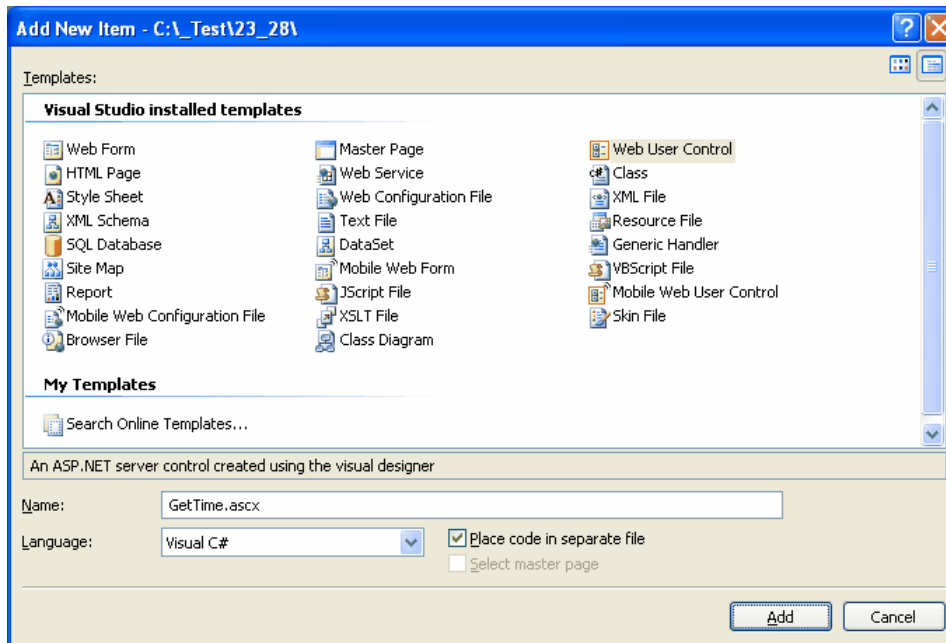 Add New Item - C:\_Test\23_28\
Templates:
Visual Studio installed templates
Web Form Master Page Web User Control
HTML Page Web Service Class
Style Sheet Web Configuration File XML File
XML Schema Text File Resource File
SQL Database DataSet Generic Handler
Site Map Mobile Web Form VBScript File
Report JScript File Mobile Web User Control
Mobile Web Configuration File XSLT File Skin File
Browser File Class Diagram
My Templates
Search Online Templates...
An ASP.NET server control created using the visual designer
Name: GetTime.ascx
Language: Visual C# Place code in separate file
Select master page
Add Cancel